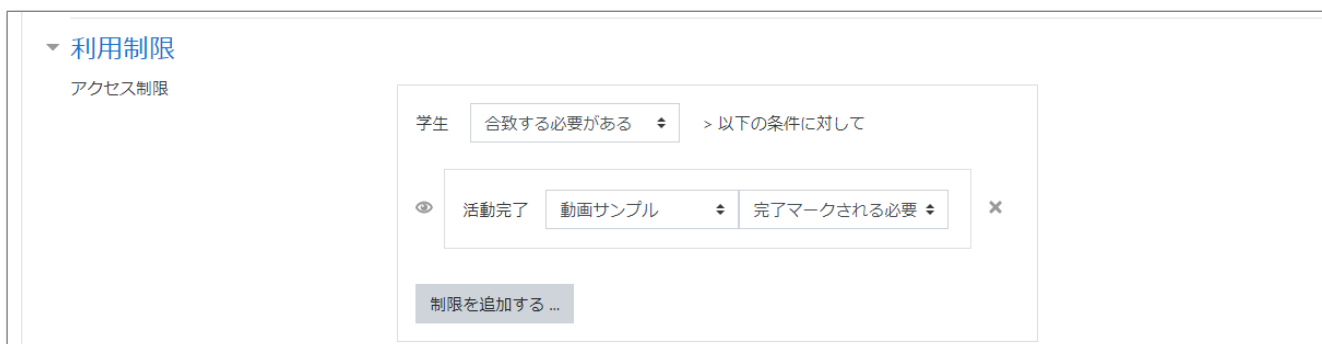 利用制限
アクセス制限
学生 合致する必要がある > 以下の条件に対して
活動完了 動画サンプル 完了マークされる必要
制限を追加する ...